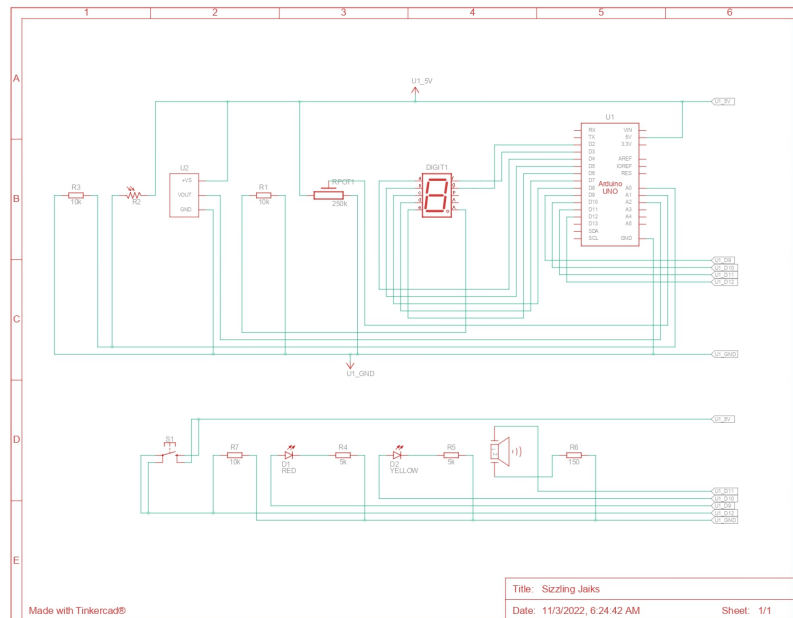 1 2 3 4 5 6
A
U1_5V
U1_5V
U1
RX VIN
TX 5V
D2 3.3V
D3
D4 AREF
D5 IOREF
D6 RES
D7
D8 A0
D9 A1
D10 A2
D11 A3
D12 A4
D13 A5
SDA
SCL GND
Arduino
UNO
B
R3
10k
R2
U2
+VS
VOUT
GND
R1
10k
RPOT1
250k
DIGIT1
U1_D9
U1_D10
U1_D11
U1_D12
C
U1_GND
U1_GND
D
U1_5V
S1
R7
10k
D1
RED
R4
5k
D2
YELLOW
R5
5k
R6
150
U1_D11
U1_D10
U1_D9
U1_D12
U1_GND
E
Title: Sizzling Jaiks
Made with Tinkercad®
Date: 11/3/2022, 6:24:42 AM Sheet: 1/1